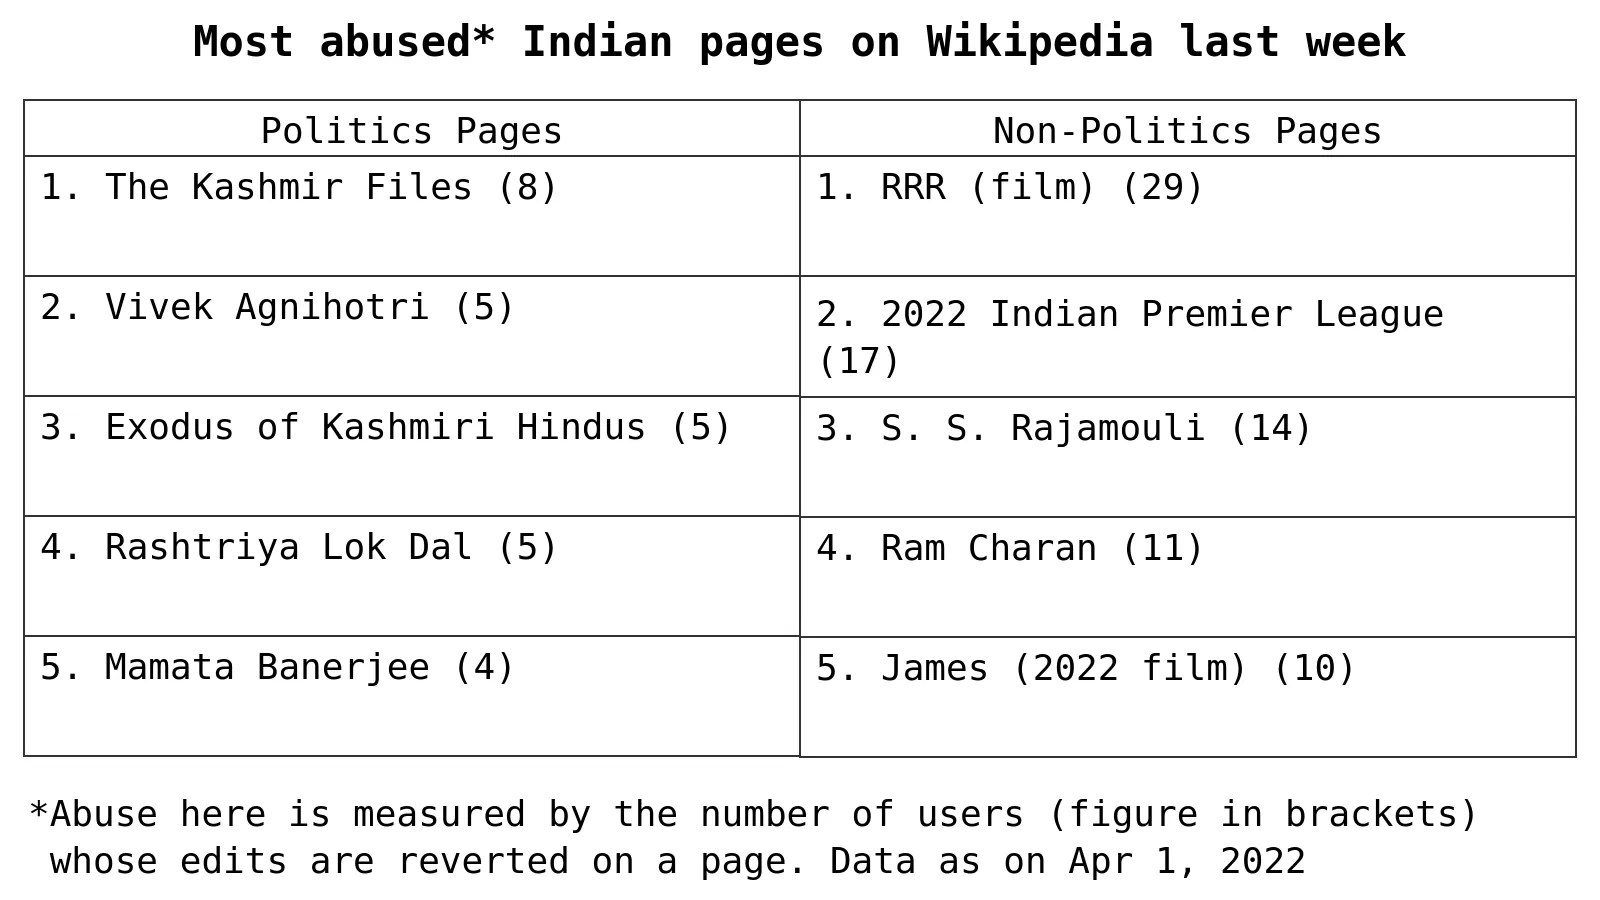 Most abused* Indian pages on Wikipedia last week
Politics Pages
1. The Kashmir Files (8)
2. Vivek Agnihotri (5)
3. Exodus of Kashmiri Hindus (5)
4. Rashtriya Lok Dal (5)
5. Mamata Banerjee (4)
Non-Politics Pages
1. RRR (film) (29)
2. 2022 Indian Premier League
(17)
3. S. S. Rajamouli (14)
4. Ram Charan (11)
5. James (2022 film) (10)
*Abuse here is measured by the number of users (figure in brackets)
whose edits are reverted on a page. Data as on Apr 1, 2022